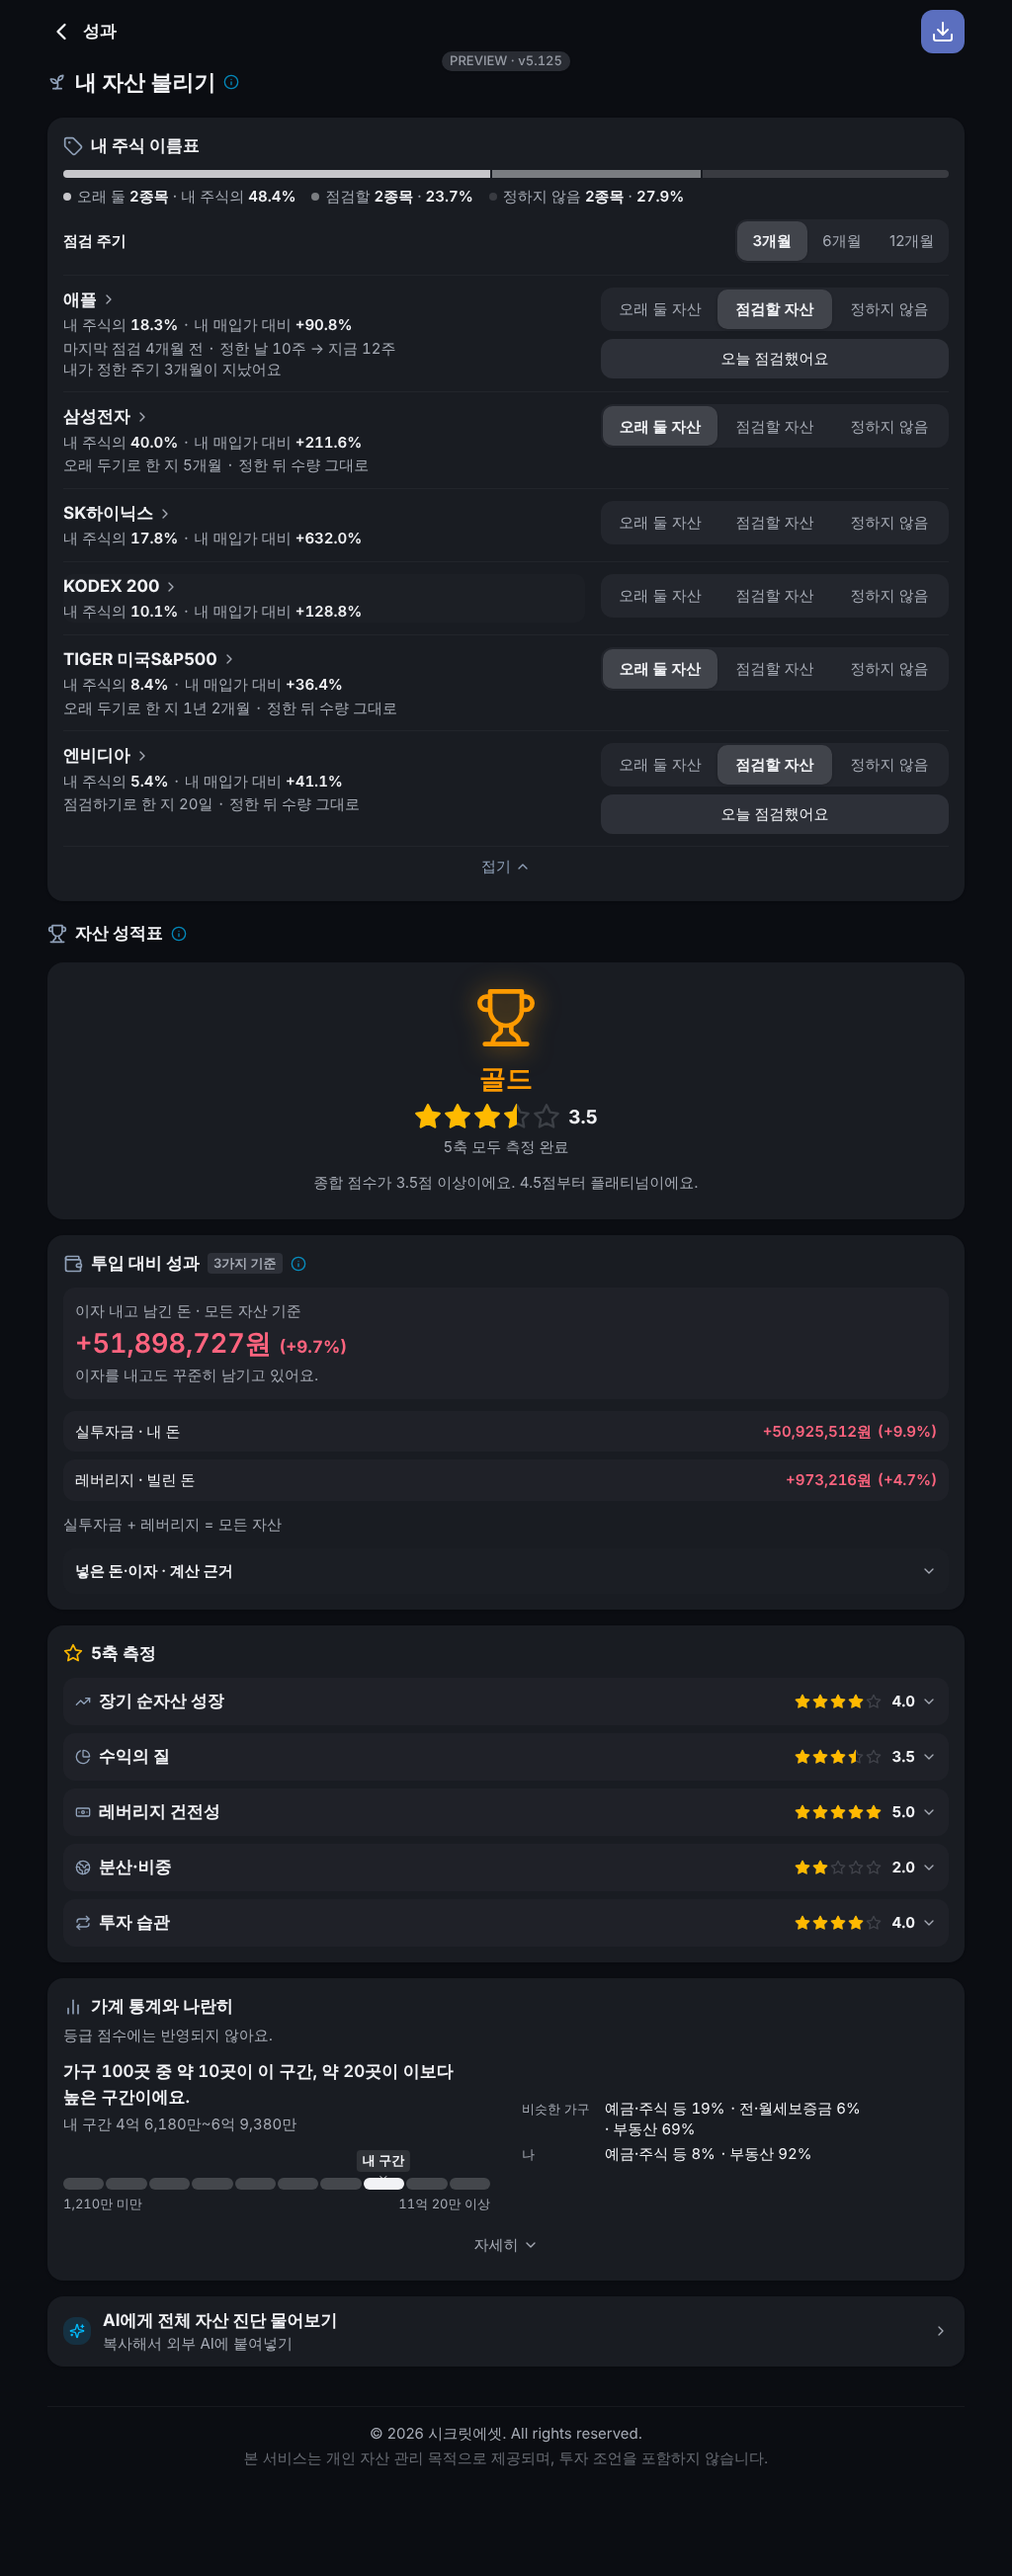 성과
PREVIEW · v5.125
내 자산 불리기
내 주식 이름표
오래 둘 2종목 · 내 주식의 48.4% 점검할 2종목 · 23.7% 정하지 않음 2종목 · 27.9%
점검 주기 3개월 6개월 12개월
애플
내 주식의 18.3% · 내 매입가 대비 +90.8%
마지막 점검 4개월 전 · 정한 날 10주 → 지금 12주
내가 정한 주기 3개월이 지났어요
오래 둘 자산 점검할 자산 정하지 않음
오늘 점검했어요
삼성전자
내 주식의 40.0% · 내 매입가 대비 +211.6%
오래 두기로 한 지 5개월 · 정한 뒤 수량 그대로
오래 둘 자산 점검할 자산 정하지 않음
SK하이닉스
내 주식의 17.8% · 내 매입가 대비 +632.0%
오래 둘 자산 점검할 자산 정하지 않음
KODEX 200
내 주식의 10.1% · 내 매입가 대비 +128.8%
오래 둘 자산 점검할 자산 정하지 않음
TIGER 미국S&P500
내 주식의 8.4% · 내 매입가 대비 +36.4%
오래 두기로 한 지 1년 2개월 · 정한 뒤 수량 그대로
오래 둘 자산 점검할 자산 정하지 않음
엔비디아
내 주식의 5.4% · 내 매입가 대비 +41.1%
점검하기로 한 지 20일 · 정한 뒤 수량 그대로
오래 둘 자산 점검할 자산 정하지 않음
오늘 점검했어요
접기
자산 성적표
골드
3.5
5축 모두 측정 완료
종합 점수가 3.5점 이상이에요. 4.5점부터 플래티넘이에요.
투입 대비 성과 3가지 기준
이자 내고 남긴 돈 · 모든 자산 기준
+51,898,727원 (+9.7%)
이자를 내고도 꾸준히 남기고 있어요.
실투자금 · 내 돈 +50,925,512원 (+9.9%)
레버리지 · 빌린 돈 +973,216원 (+4.7%)
실투자금 + 레버리지 = 모든 자산
넣은 돈·이자 · 계산 근거
5축 측정
장기 순자산 성장 4.0
수익의 질 3.5
레버리지 건전성 5.0
분산·비중 2.0
투자 습관 4.0
가계 통계와 나란히
등급 점수에는 반영되지 않아요.
가구 100곳 중 약 10곳이 이 구간, 약 20곳이 이보다
높은 구간이에요.
내 구간 4억 6,180만~6억 9,380만
내 구간
1,210만 미만 11억 20만 이상
비슷한 가구 예금·주식 등 19% · 전·월세보증금 6%
· 부동산 69%
나 예금·주식 등 8% · 부동산 92%
자세히
AI에게 전체 자산 진단 물어보기
복사해서 외부 AI에 붙여넣기
© 2026 시크릿에셋. All rights reserved.
본 서비스는 개인 자산 관리 목적으로 제공되며, 투자 조언을 포함하지 않습니다.